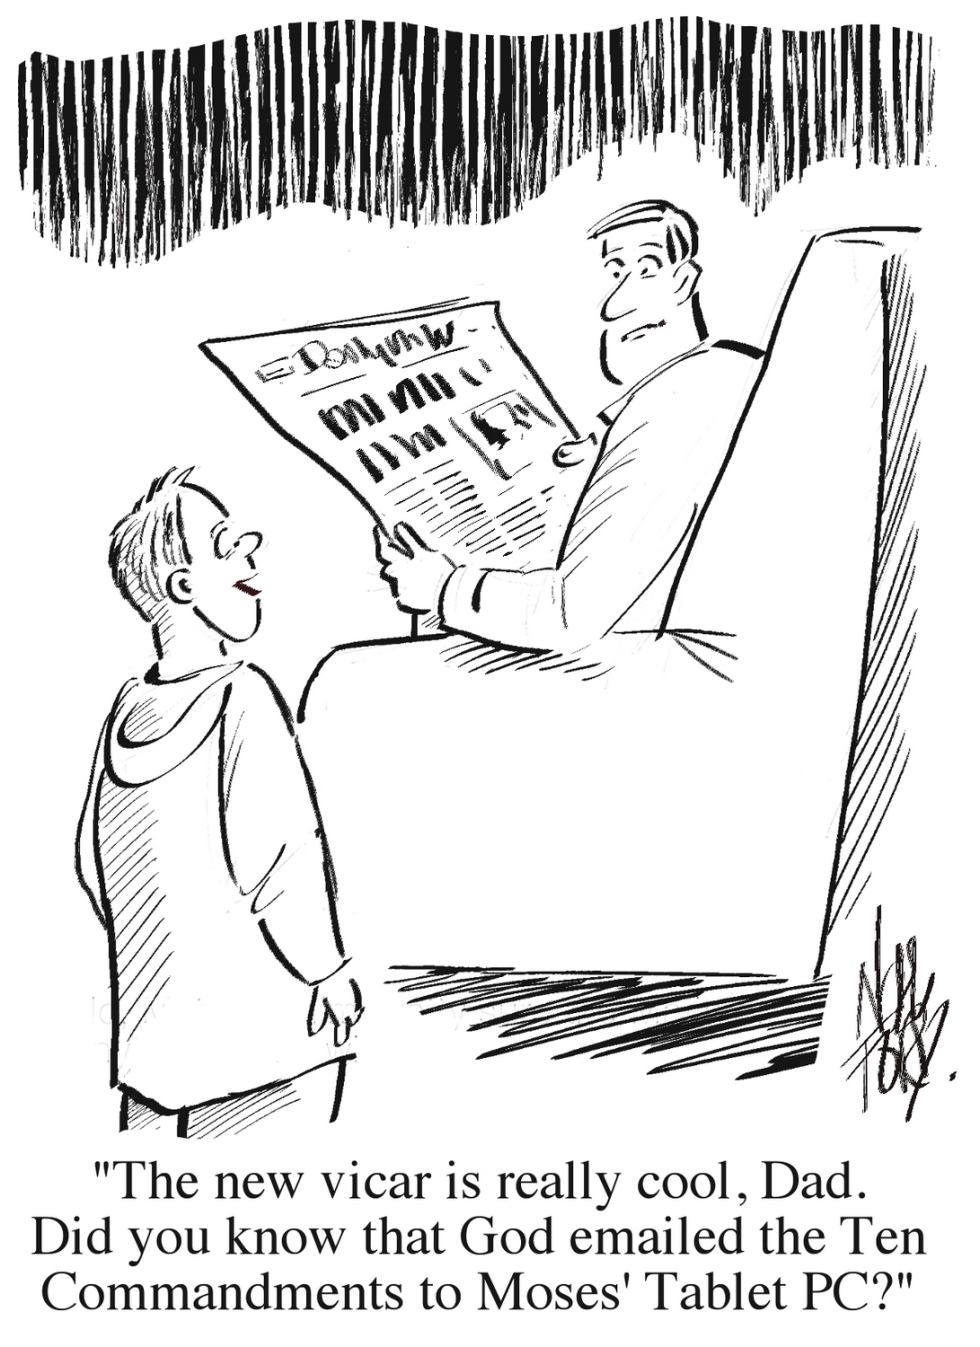 "The new vicar is really cool, Dad.
Did you know that God emailed the Ten
Commandments to Moses' Tablet PC?"